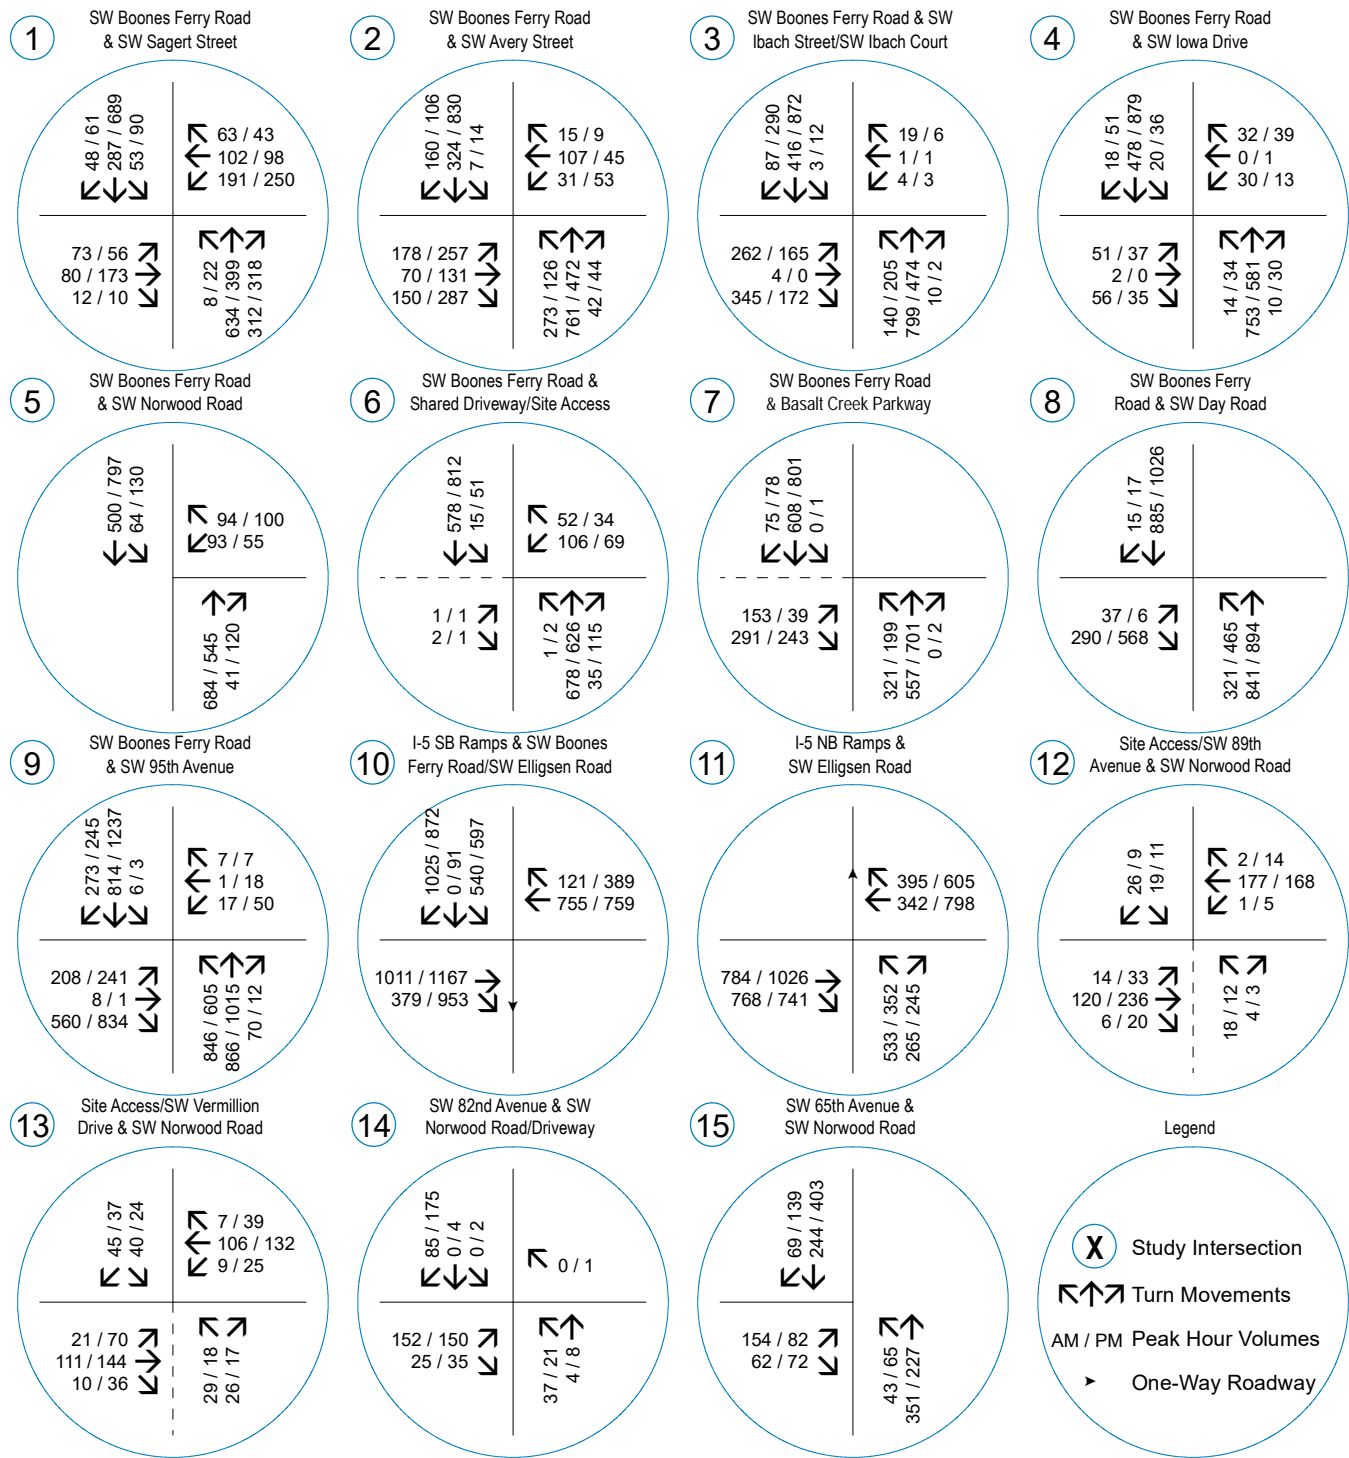 1
SW Boones Ferry Road
& SW Sagert Street
48 / 61
287 / 689
53 / 90
63 / 43
102 / 98
191 / 250
73 / 56
80 / 173
12 / 10
8 / 22
634 / 399
312 / 318
2
SW Boones Ferry Road
& SW Avery Street
160 / 106
324 / 830
7 / 14
15 / 9
107 / 45
31 / 53
178 / 257
70 / 131
150 / 287
273 / 126
761 / 472
42 / 44
3
SW Boones Ferry Road & SW
Ibach Street/SW Ibach Court
87 / 290
416 / 872
3 / 12
19 / 6
1 / 1
4 / 3
262 / 165
4 / 0
345 / 172
140 / 205
799 / 474
10 / 2
4
SW Boones Ferry Road
& SW Iowa Drive
18 / 51
478 / 879
20 / 36
32 / 39
0 / 1
30 / 13
51 / 37
2 / 0
56 / 35
14 / 34
753 / 581
10 / 30
5
SW Boones Ferry Road
& SW Norwood Road
500 / 797
64 / 130
94 / 100
93 / 55
684 / 545
41 / 120
6
SW Boones Ferry Road &
Shared Driveway/Site Access
578 / 812
15 / 51
52 / 34
106 / 69
1 / 1
2 / 1
1 / 2
678 / 626
35 / 115
7
SW Boones Ferry Road
& Basalt Creek Parkway
75 / 78
608 / 801
0 / 1
153 / 39
291 / 243
321 / 199
557 / 701
0 / 2
8
SW Boones Ferry
Road & SW Day Road
15 / 17
885 / 1026
37 / 6
290 / 568
321 / 465
841 / 894
9
SW Boones Ferry Road
& SW 95th Avenue
273 / 245
814 / 1237
6 / 3
7 / 7
1 / 18
17 / 50
208 / 241
8 / 1
560 / 834
846 / 605
866 / 1015
70 / 12
10
I-5 SB Ramps & SW Boones
Ferry Road/SW Elligsen Road
1025 / 872
0 / 91
540 / 597
121 / 389
755 / 759
1011 / 1167
379 / 953
11
I-5 NB Ramps &
SW Elligsen Road
395 / 605
342 / 798
784 / 1026
768 / 741
533 / 352
265 / 245
12
Site Access/SW 89th
Avenue & SW Norwood Road
26 / 9
19 / 11
2 / 14
177 / 168
1 / 5
14 / 33
120 / 236
6 / 20
18 / 12
4 / 3
13
Site Access/SW Vermillion
Drive & SW Norwood Road
45 / 37
40 / 24
7 / 39
106 / 132
9 / 25
21 / 70
111 / 144
10 / 36
29 / 18
26 / 17
14
SW 82nd Avenue & SW
Norwood Road/Driveway
85 / 175
0 / 4
0 / 2
0 / 1
152 / 150
25 / 35
37 / 21
4 / 8
15
SW 65th Avenue &
SW Norwood Road
69 / 139
244 / 403
154 / 82
62 / 72
43 / 65
351 / 227
Legend
X Study Intersection
Turn Movements
AM / PM Peak Hour Volumes
One-Way Roadway